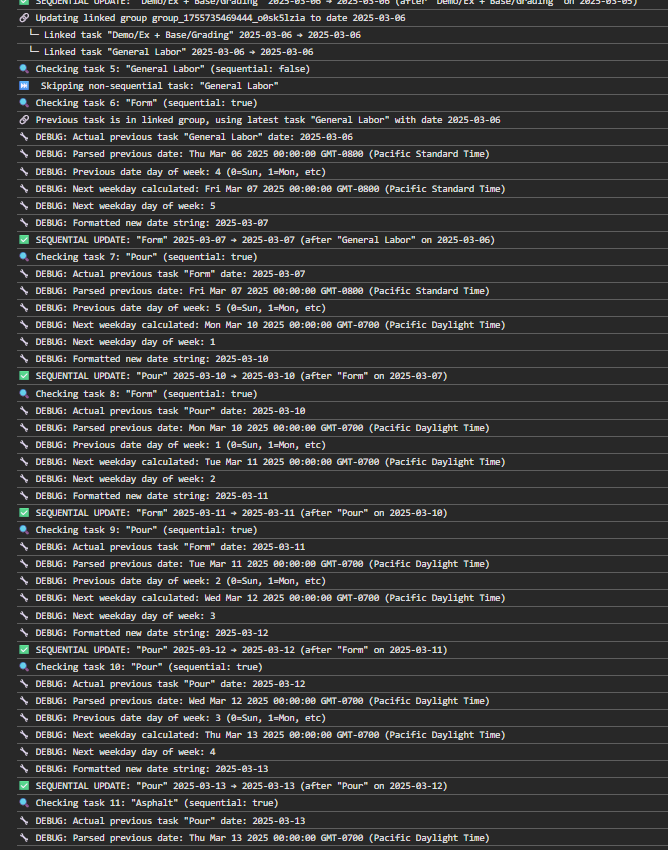 ✅ SEQUENTIAL UPDATE: "Demo/Ex + Base/Grading" 2025-03-06 → 2025-03-06 (after "Demo/Ex + Base/Grading" on 2025-03-05)
🔗 Updating linked group group_1755735469444_o0sk5lzia to date 2025-03-06
└─ Linked task "Demo/Ex + Base/Grading" 2025-03-06 → 2025-03-06
└─ Linked task "General Labor" 2025-03-06 → 2025-03-06
🔍 Checking task 5: "General Labor" (sequential: false)
⏭️ Skipping non-sequential task: "General Labor"
🔍 Checking task 6: "Form" (sequential: true)
🔗 Previous task is in linked group, using latest task "General Labor" with date 2025-03-06
🔧 DEBUG: Actual previous task "General Labor" date: 2025-03-06
🔧 DEBUG: Parsed previous date: Thu Mar 06 2025 00:00:00 GMT-0800 (Pacific Standard Time)
🔧 DEBUG: Previous date day of week: 4 (0=Sun, 1=Mon, etc)
🔧 DEBUG: Next weekday calculated: Fri Mar 07 2025 00:00:00 GMT-0800 (Pacific Standard Time)
🔧 DEBUG: Next weekday day of week: 5
🔧 DEBUG: Formatted new date string: 2025-03-07
✅ SEQUENTIAL UPDATE: "Form" 2025-03-07 → 2025-03-07 (after "General Labor" on 2025-03-06)
🔍 Checking task 7: "Pour" (sequential: true)
🔧 DEBUG: Actual previous task "Form" date: 2025-03-07
🔧 DEBUG: Parsed previous date: Fri Mar 07 2025 00:00:00 GMT-0800 (Pacific Standard Time)
🔧 DEBUG: Previous date day of week: 5 (0=Sun, 1=Mon, etc)
🔧 DEBUG: Next weekday calculated: Mon Mar 10 2025 00:00:00 GMT-0700 (Pacific Daylight Time)
🔧 DEBUG: Next weekday day of week: 1
🔧 DEBUG: Formatted new date string: 2025-03-10
✅ SEQUENTIAL UPDATE: "Pour" 2025-03-10 → 2025-03-10 (after "Form" on 2025-03-07)
🔍 Checking task 8: "Form" (sequential: true)
🔧 DEBUG: Actual previous task "Pour" date: 2025-03-10
🔧 DEBUG: Parsed previous date: Mon Mar 10 2025 00:00:00 GMT-0700 (Pacific Daylight Time)
🔧 DEBUG: Previous date day of week: 1 (0=Sun, 1=Mon, etc)
🔧 DEBUG: Next weekday calculated: Tue Mar 11 2025 00:00:00 GMT-0700 (Pacific Daylight Time)
🔧 DEBUG: Next weekday day of week: 2
🔧 DEBUG: Formatted new date string: 2025-03-11
✅ SEQUENTIAL UPDATE: "Form" 2025-03-11 → 2025-03-11 (after "Pour" on 2025-03-10)
🔍 Checking task 9: "Pour" (sequential: true)
🔧 DEBUG: Actual previous task "Form" date: 2025-03-11
🔧 DEBUG: Parsed previous date: Tue Mar 11 2025 00:00:00 GMT-0700 (Pacific Daylight Time)
🔧 DEBUG: Previous date day of week: 2 (0=Sun, 1=Mon, etc)
🔧 DEBUG: Next weekday calculated: Wed Mar 12 2025 00:00:00 GMT-0700 (Pacific Daylight Time)
🔧 DEBUG: Next weekday day of week: 3
🔧 DEBUG: Formatted new date string: 2025-03-12
✅ SEQUENTIAL UPDATE: "Pour" 2025-03-12 → 2025-03-12 (after "Form" on 2025-03-11)
🔍 Checking task 10: "Pour" (sequential: true)
🔧 DEBUG: Actual previous task "Pour" date: 2025-03-12
🔧 DEBUG: Parsed previous date: Wed Mar 12 2025 00:00:00 GMT-0700 (Pacific Daylight Time)
🔧 DEBUG: Previous date day of week: 3 (0=Sun, 1=Mon, etc)
🔧 DEBUG: Next weekday calculated: Thu Mar 13 2025 00:00:00 GMT-0700 (Pacific Daylight Time)
🔧 DEBUG: Next weekday day of week: 4
🔧 DEBUG: Formatted new date string: 2025-03-13
✅ SEQUENTIAL UPDATE: "Pour" 2025-03-13 → 2025-03-13 (after "Pour" on 2025-03-12)
🔍 Checking task 11: "Asphalt" (sequential: true)
🔧 DEBUG: Actual previous task "Pour" date: 2025-03-13
🔧 DEBUG: Parsed previous date: Thu Mar 13 2025 00:00:00 GMT-0700 (Pacific Daylight Time)